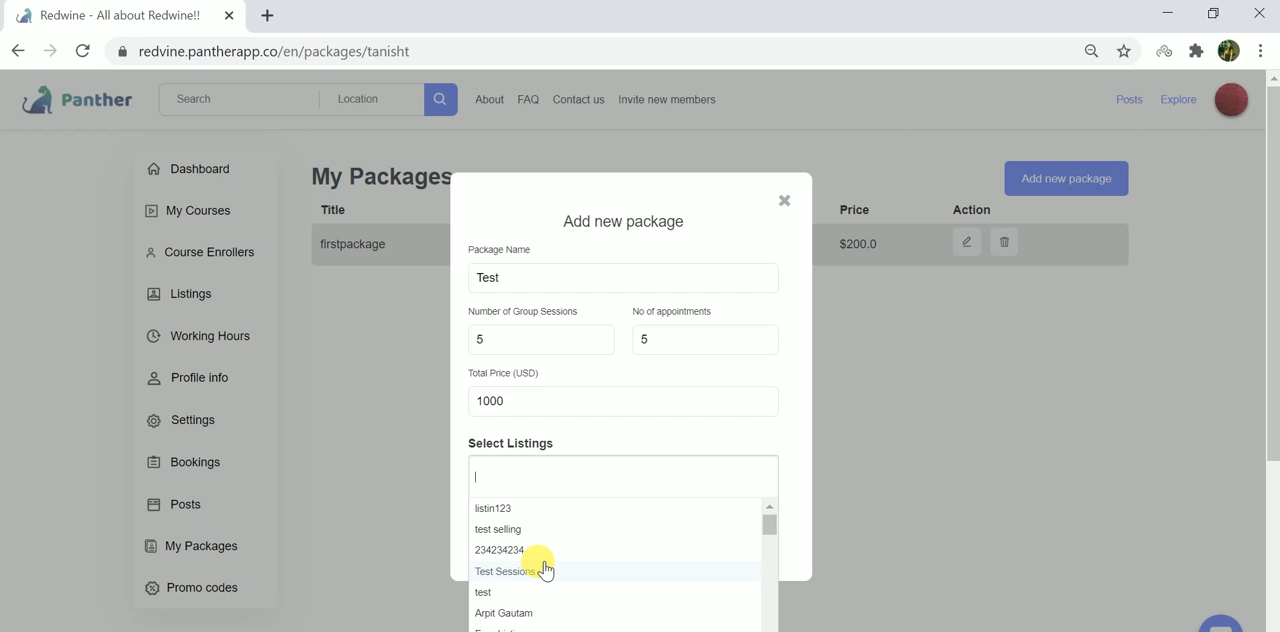 Redwine - All about Redwine!!
redvine.pantherapp.co/en/packages/tanisht
Panther
Search
Location
About
FAQ
Contact us
Invite new members
Posts
Explore
Dashboard
My Courses
Course Enrollers
Listings
Working Hours
Profile info
Settings
Bookings
Posts
My Packages
Promo codes
My Packages
Add new package
Title
Price
Action
firstpackage
$200.0
Add new package
Package Name
Test
Number of Group Sessions
No of appointments
5
5
Total Price (USD)
1000
Select Listings
listin123
test selling
234234234
Test Sessions
test
Arpit Gautam